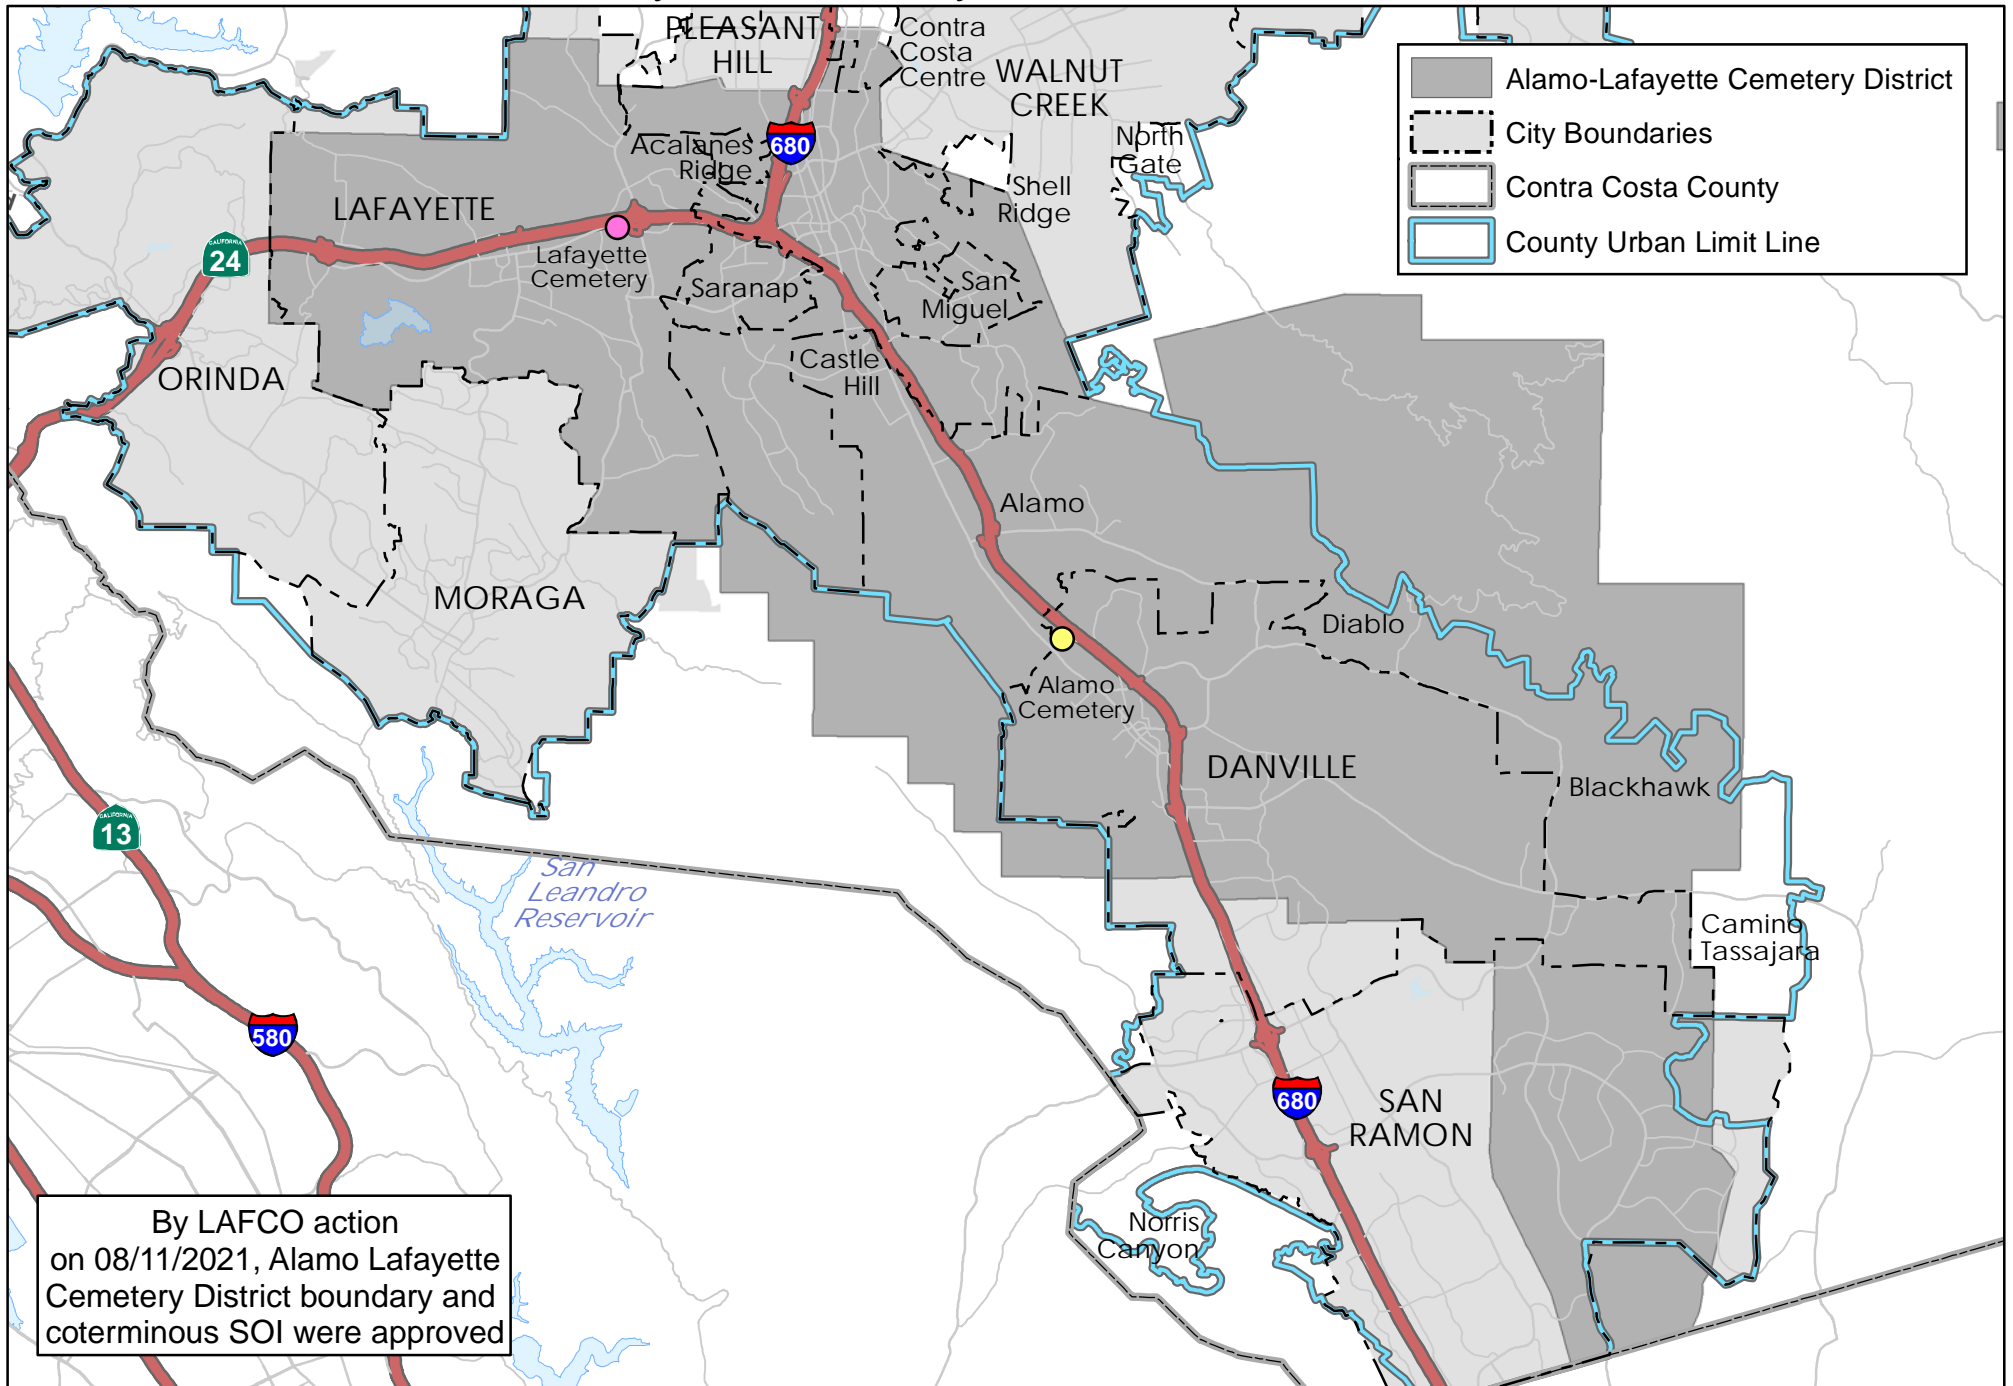 PLEASANT
HILL
Contra
Costa
Centre
WALNUT
CREEK
Alamo-Lafayette Cemetery District
City Boundaries
Contra Costa County
County Urban Limit Line
680
Acalanes
Ridge
North
Gate
Shell
Ridge
LAFAYETTE
CALIFORNIA
24
Lafayette
Cemetery
Saranap
San
Miguel
Castle
Hill
ORINDA
Alamo
MORAGA
Diablo
Alamo
Cemetery
DANVILLE
Blackhawk
CALIFORNIA
13
San
Leandro
Reservoir
Camino
Tassajara
580
680
SAN
RAMON
Norris
Canyon
By LAFCO action
on 08/11/2021, Alamo Lafayette
Cemetery District boundary and
coterminous SOI were approved